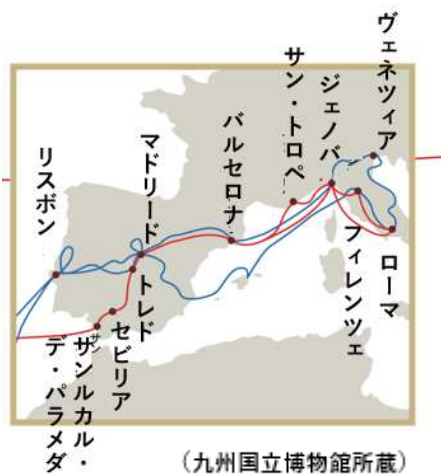 ヴェネツィア
ジェノバ
サン・トロペ
バルセロナ
マドリード
リスボン
ローマ
フィレンツェ
トレド
セビリア
サンルカル・
デ・パラメダ
(九州国立博物館所蔵)